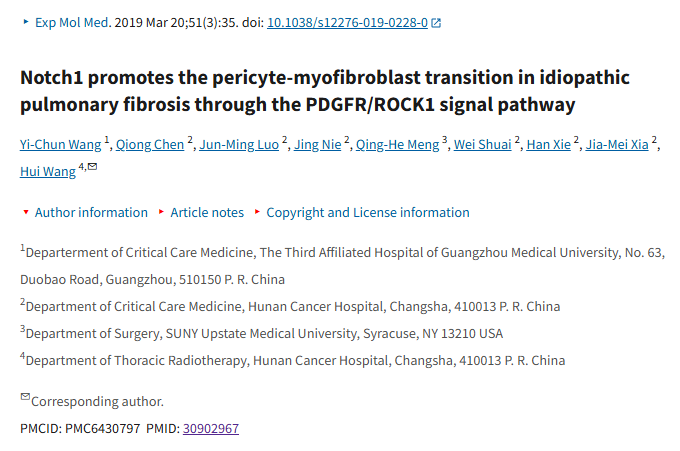 Exp Mol Med. 2019 Mar 20;51(3):35. doi: 10.1038/s12276-019-0228-0
Notch1 promotes the pericyte-myofibroblast transition in idiopathic
pulmonary fibrosis through the PDGFR/ROCK1 signal pathway
Yi-Chun Wang 1, Qiong Chen 2, Jun-Ming Luo 2, Jing Nie 2, Qing-He Meng 3, Wei Shuai 2, Han Xie 2, Jia-Mei Xia 2,
Hui Wang 4,✉
Author information Article notes Copyright and License information
1Departerment of Critical Care Medicine, The Third Affiliated Hospital of Guangzhou Medical University, No. 63,
Duobao Road, Guangzhou, 510150 P. R. China
2Department of Critical Care Medicine, Hunan Cancer Hospital, Changsha, 410013 P. R. China
3Department of Surgery, SUNY Upstate Medical University, Syracuse, NY 13210 USA
4Department of Thoracic Radiotherapy, Hunan Cancer Hospital, Changsha, 410013 P. R. China
✉Corresponding author.
PMCID: PMC6430797 PMID: 30902967